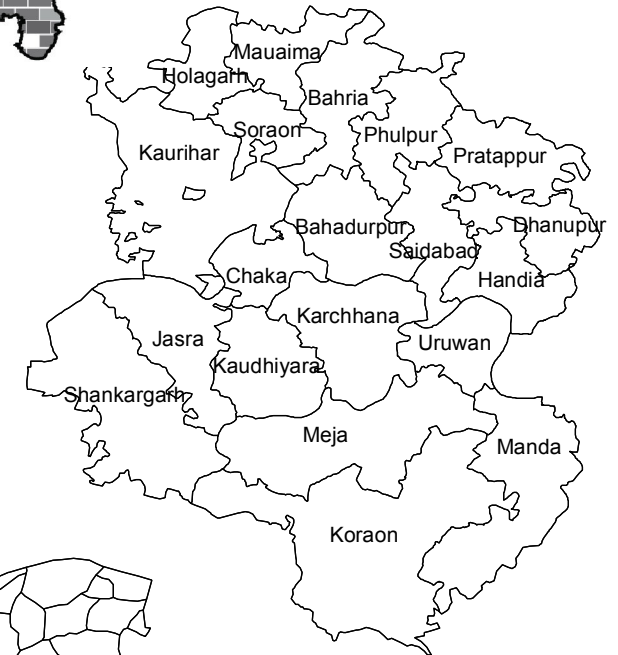 Mauaima
Holagarh
Bahria
Soraon
Phulpur
Kaurihar
Pratappur
Bahadurpur
Dhanupur
Saidabad
Chaka
Handia
Karchhana
Jasra
Uruwan
Kaudhiyara
Shankargarh
Meja
Manda
Koraon